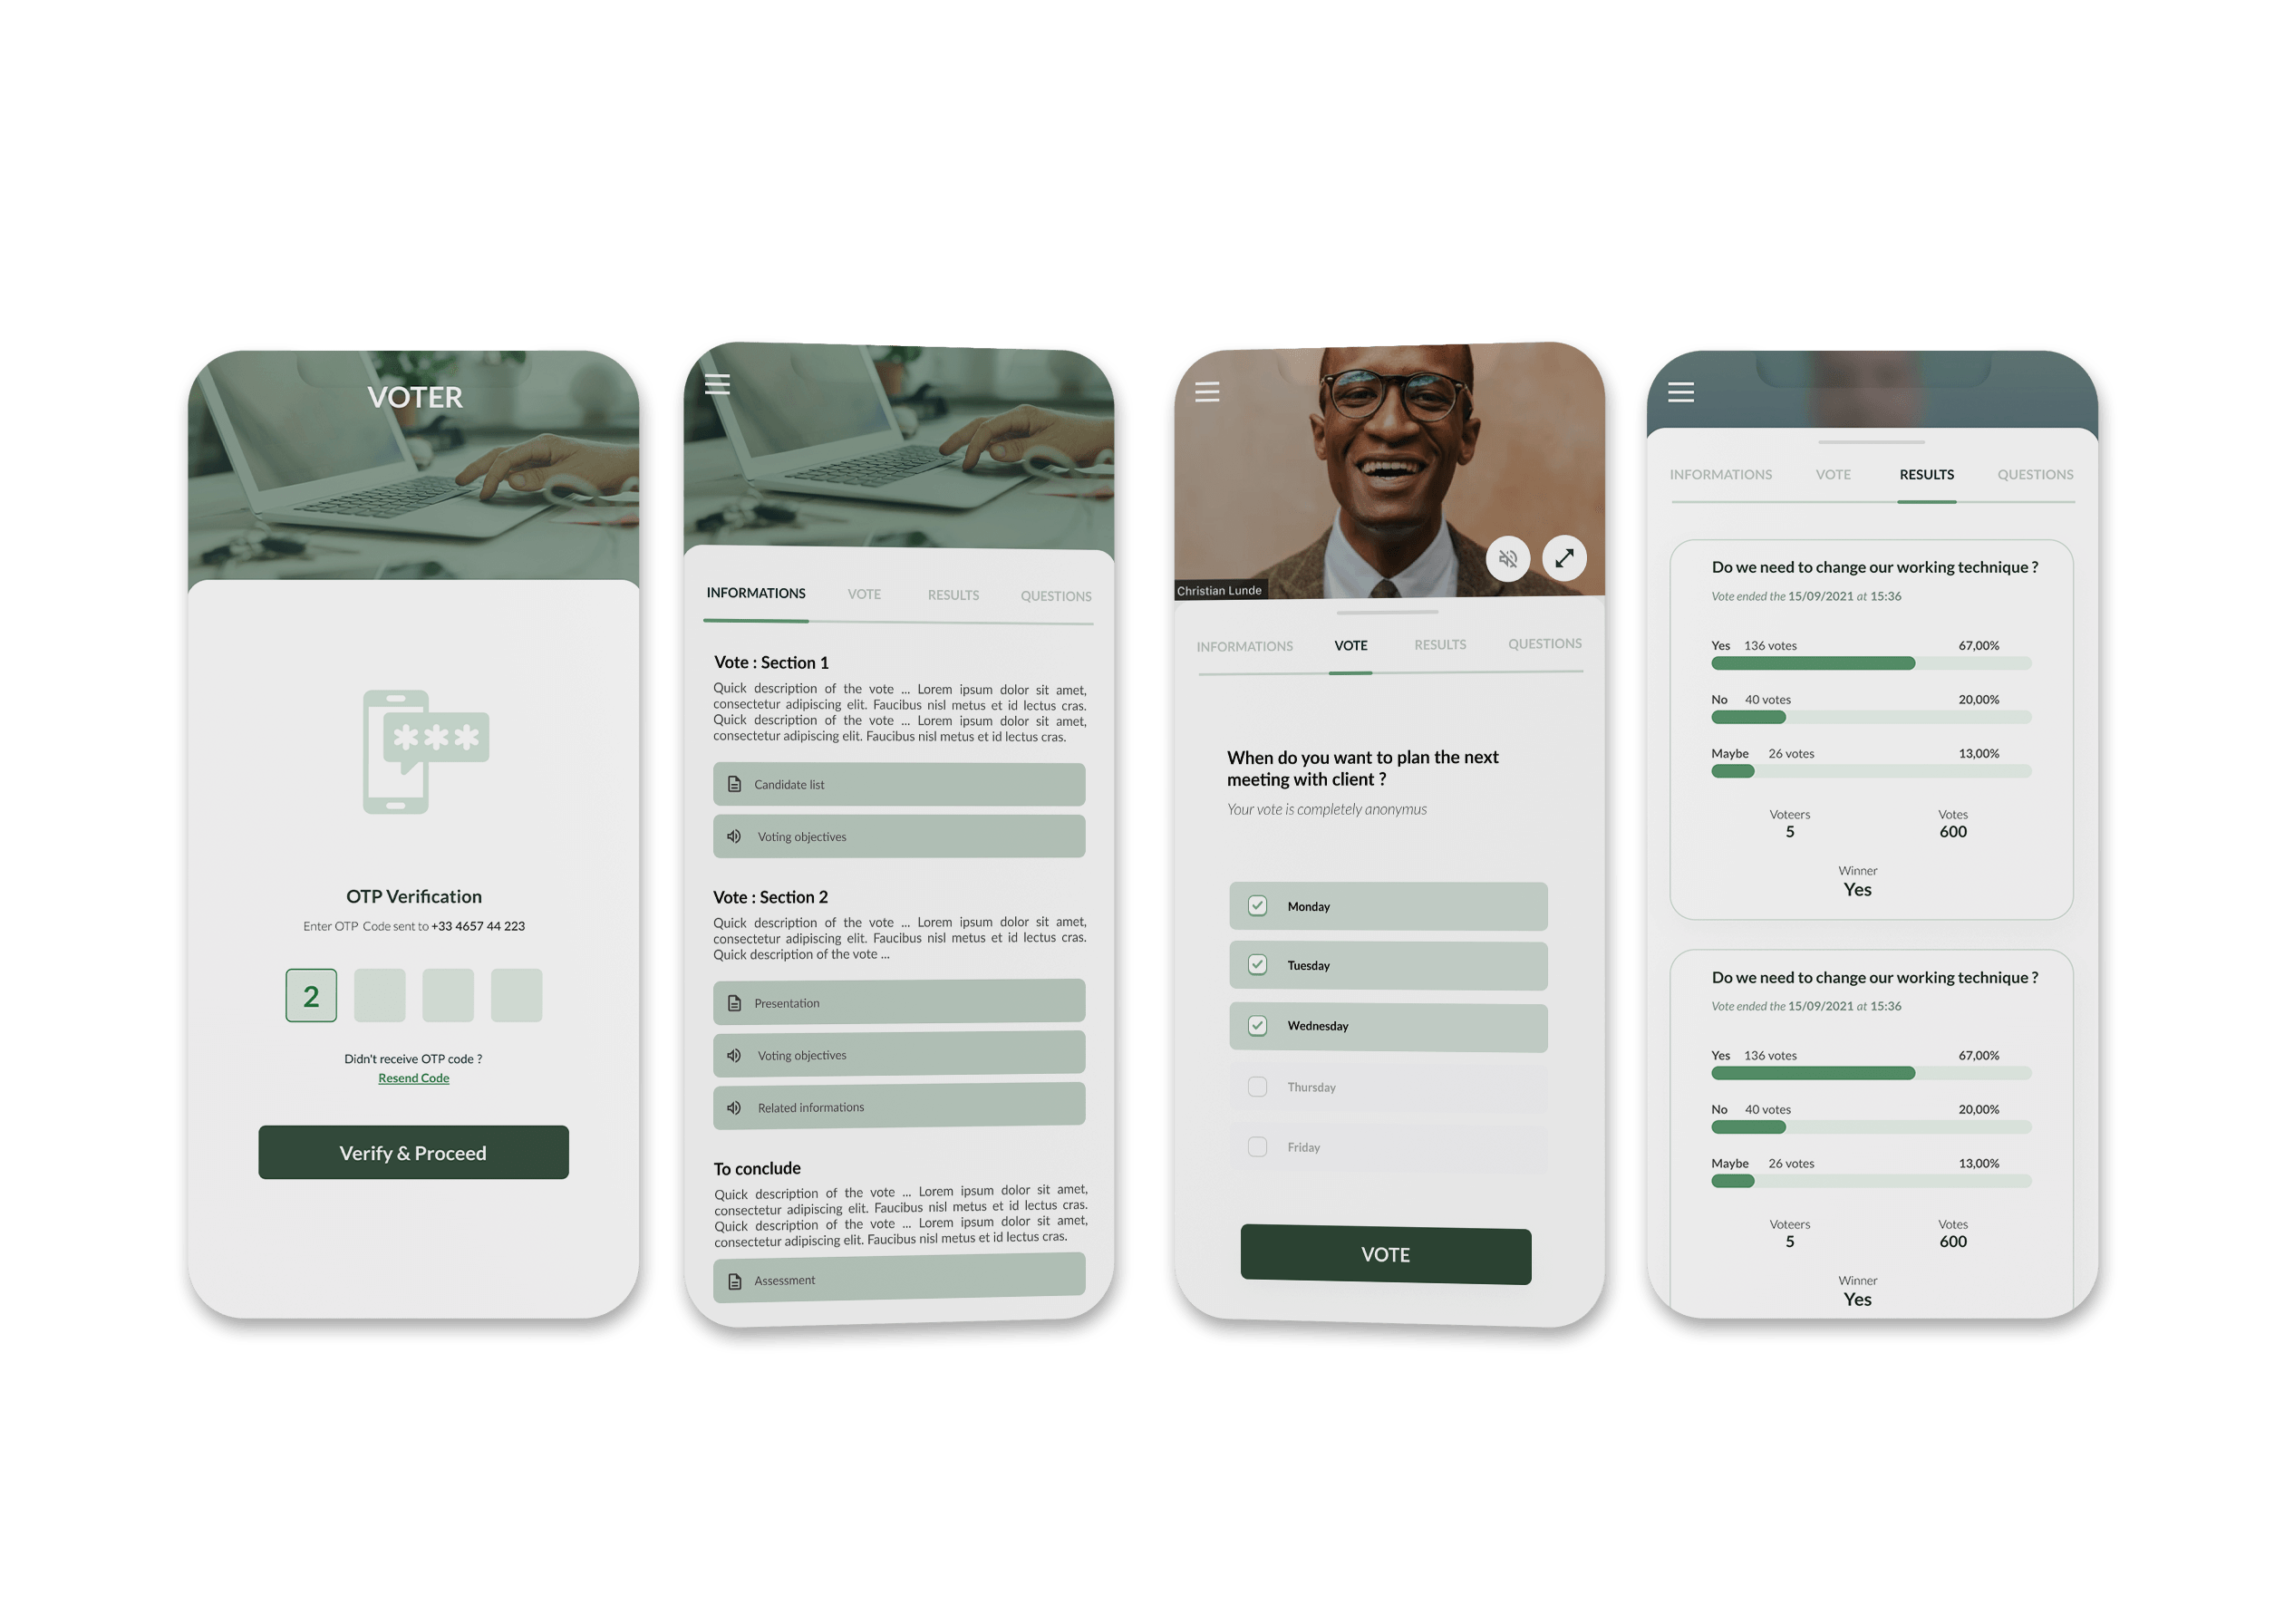 VOTER
***
OTP Verification
Enter OTP Code sent to +33 4657 44 223
2
Didn't receive OTP code ?
Resend Code
Verify & Proceed
INFORMATIONS VOTE RESULTS QUESTIONS
Vote : Section 1
Quick description of the vote ... Lorem ipsum dolor sit amet,
consectetur adipiscing elit. Faucibus nisl metus et id lectus cras.
Quick description of the vote ... Lorem ipsum dolor sit amet,
consectetur adipiscing elit. Faucibus nisl metus et id lectus cras.
Candidate list
Voting objectives
Vote : Section 2
Quick description of the vote ... Lorem ipsum dolor sit amet,
consectetur adipiscing elit. Faucibus nisl metus et id lectus cras.
Quick description of the vote ...
Presentation
Voting objectives
Related informations
To conclude
Quick description of the vote ... Lorem ipsum dolor sit amet,
consectetur adipiscing elit. Faucibus nisl metus et id lectus cras.
Quick description of the vote ... Lorem ipsum dolor sit amet,
consectetur adipiscing elit. Faucibus nisl metus et id lectus cras.
Assessment
Christian Lunde
INFORMATIONS VOTE RESULTS QUESTIONS
When do you want to plan the next
meeting with client ?
Your vote is completely anonymus
Monday
Tuesday
Wednesday
Thursday
Friday
VOTE
INFORMATIONS VOTE RESULTS QUESTIONS
Do we need to change our working technique ?
Vote ended the 15/09/2021 at 15:36
Yes 136 votes 67,00%
No 40 votes 20,00%
Maybe 26 votes 13,00%
Voteers Votes
5 600
Winner
Yes
Do we need to change our working technique ?
Vote ended the 15/09/2021 at 15:36
Yes 136 votes 67,00%
No 40 votes 20,00%
Maybe 26 votes 13,00%
Voteers Votes
5 600
Winner
Yes